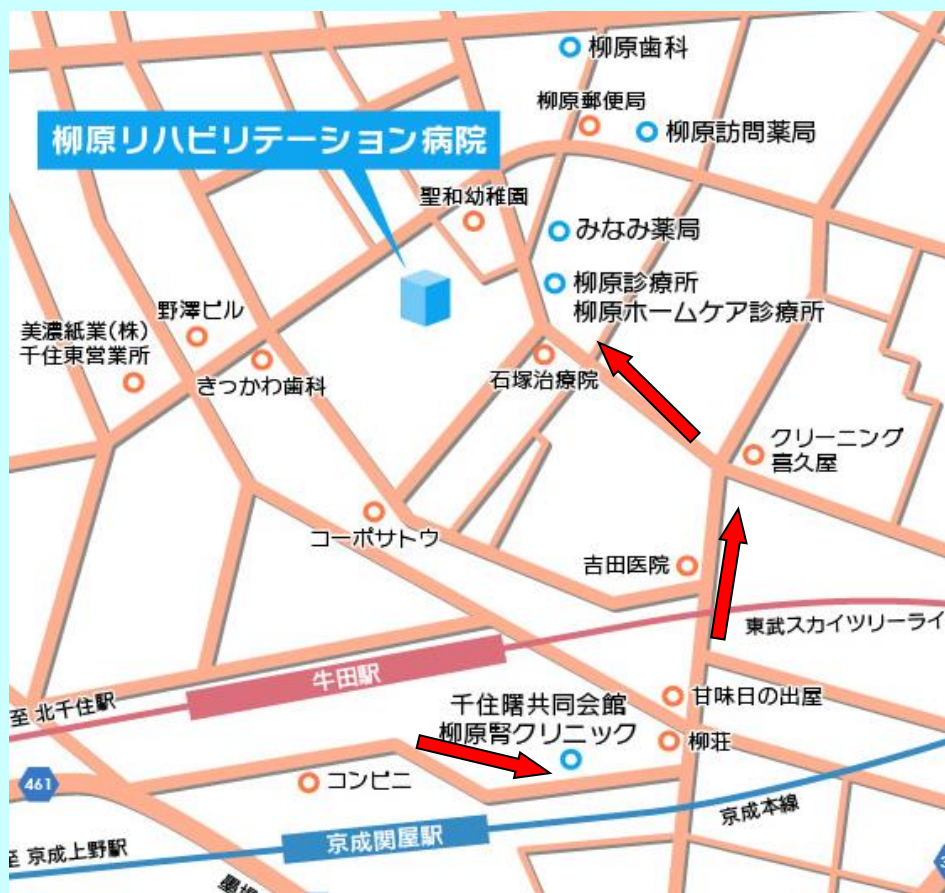 柳原歯科
柳原郵便局
柳原訪問薬局
柳原リハビリテーション病院
聖和幼稚園
みなみ薬局
柳原診療所
柳原ホームケア診療所
野澤ビル
美濃紙業(株)
千住東営業所
きっかわ歯科
石塚治療院
クリーニング
喜久屋
コーポサトウ
吉田医院
東武スカイツリーライ
牛田駅
至 北千住駅
千住曙共同会館
柳原腎クリニック
甘味日の出屋
柳荘
461
コンビニ
京成本線
京成関屋駅
至 京成上野駅